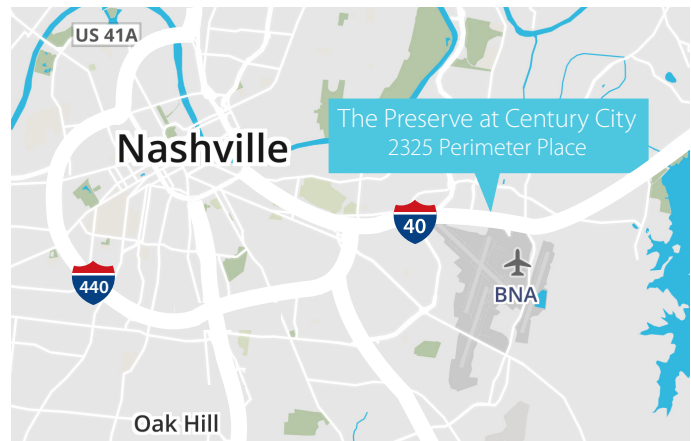 US 41A
The Preserve at Century City
2325 Perimeter Place
Nashville
40
BNA
440
Oak Hill